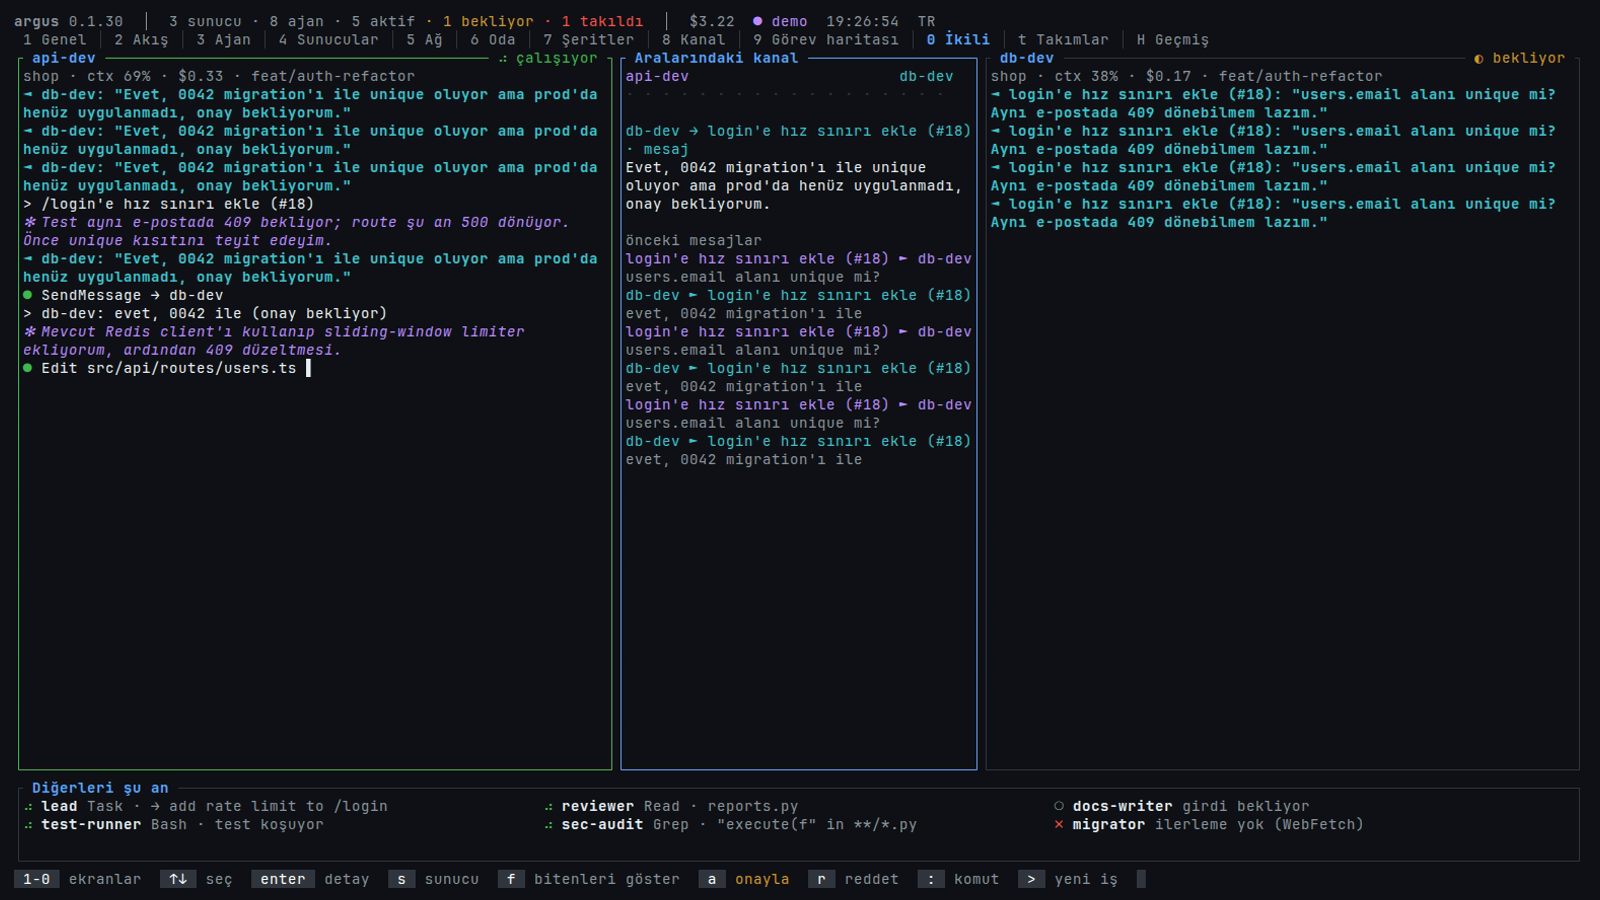 argus 0.1.30 │ 3 sunucu · 8 ajan · 5 aktif · 1 bekliyor · 1 takıldı │ $3.22 ● demo 19:26:54 TR
1 Genel │ 2 Akış │ 3 Ajan │ 4 Sunucular │ 5 Ağ │ 6 Oda │ 7 Şeritler │ 8 Kanal │ 9 Görev haritası │ 0 İkili │ t Takımlar │ H Geçmiş
api-dev çalışıyor
shop · ctx 69% · $0.33 · feat/auth-refactor
◄ db-dev: "Evet, 0042 migration'ı ile unique oluyor ama prod'da
henüz uygulanmadı, onay bekliyorum."
◄ db-dev: "Evet, 0042 migration'ı ile unique oluyor ama prod'da
henüz uygulanmadı, onay bekliyorum."
◄ db-dev: "Evet, 0042 migration'ı ile unique oluyor ama prod'da
henüz uygulanmadı, onay bekliyorum."
> /login'e hız sınırı ekle (#18)
✻ Test aynı e-postada 409 bekliyor; route şu an 500 dönüyor.
Önce unique kısıtını teyit edeyim.
◄ db-dev: "Evet, 0042 migration'ı ile unique oluyor ama prod'da
henüz uygulanmadı, onay bekliyorum."
● SendMessage → db-dev
> db-dev: evet, 0042 ile (onay bekliyor)
✻ Mevcut Redis client'ı kullanıp sliding-window limiter
ekliyorum, ardından 409 düzeltmesi.
● Edit src/api/routes/users.ts
Aralarındaki kanal
api-dev db-dev
db-dev → login'e hız sınırı ekle (#18)
· mesaj
Evet, 0042 migration'ı ile unique
oluyor ama prod'da henüz uygulanmadı,
onay bekliyorum.
önceki mesajlar
login'e hız sınırı ekle (#18) ► db-dev
users.email alanı unique mi?
db-dev ► login'e hız sınırı ekle (#18)
evet, 0042 migration'ı ile
login'e hız sınırı ekle (#18) ► db-dev
users.email alanı unique mi?
db-dev ► login'e hız sınırı ekle (#18)
evet, 0042 migration'ı ile
login'e hız sınırı ekle (#18) ► db-dev
users.email alanı unique mi?
db-dev ► login'e hız sınırı ekle (#18)
evet, 0042 migration'ı ile
db-dev ◐ bekliyor
shop · ctx 38% · $0.17 · feat/auth-refactor
◄ login'e hız sınırı ekle (#18): "users.email alanı unique mi?
Aynı e-postada 409 dönebilmem lazım."
◄ login'e hız sınırı ekle (#18): "users.email alanı unique mi?
Aynı e-postada 409 dönebilmem lazım."
◄ login'e hız sınırı ekle (#18): "users.email alanı unique mi?
Aynı e-postada 409 dönebilmem lazım."
◄ login'e hız sınırı ekle (#18): "users.email alanı unique mi?
Aynı e-postada 409 dönebilmem lazım."
Diğerleri şu an
lead Task · → add rate limit to /login
reviewer Read · reports.py
○ docs-writer girdi bekliyor
test-runner Bash · test koşuyor
sec-audit Grep · "execute(f" in **/*.py
✕ migrator ilerleme yok (WebFetch)
1-0 ekranlar ↑↓ seç enter detay s sunucu f bitenleri göster a onayla r reddet : komut > yeni iş